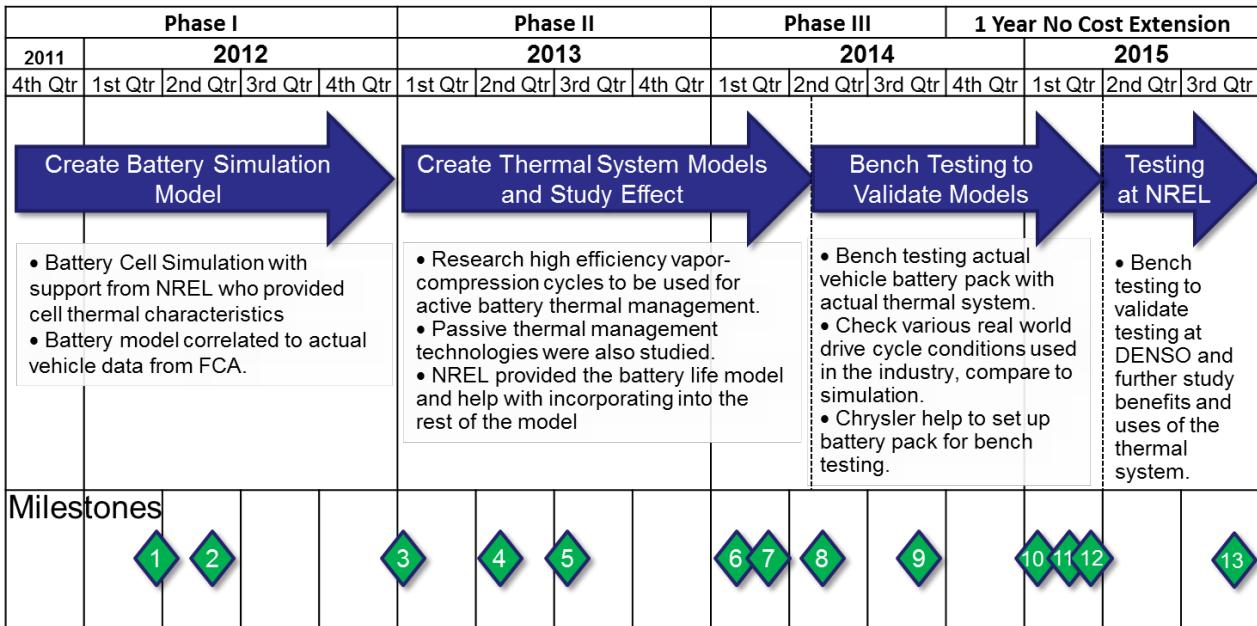 Phase I Phase II Phase III 1 Year No Cost Extension
2011 2012 2013 2014 2015
4th Qtr 1st Qtr 2nd Qtr 3rd Qtr 4th Qtr 1st Qtr 2nd Qtr 3rd Qtr 4th Qtr 1st Qtr 2nd Qtr 3rd Qtr 4th Qtr 1st Qtr 2nd Qtr 3rd Qtr
Create Battery Simulation
Model
Create Thermal System Models
and Study Effect
Bench Testing to
Validate Models
Testing
at NREL
• Battery Cell Simulation with
support from NREL who provided
cell thermal characteristics
• Battery model correlated to actual
vehicle data from FCA.
• Research high efficiency vapor-
compression cycles to be used for
active battery thermal management.
• Passive thermal management
technologies were also studied.
• NREL provided the battery life model
and help with incorporating into the
rest of the model
• Bench testing actual
vehicle battery pack with
actual thermal system.
• Check various real world
drive cycle conditions used
in the industry, compare to
simulation.
• Chrysler help to set up
battery pack for bench
testing.
• Bench
testing to
validate
testing at
DENSO and
further study
benefits and
uses of the
thermal
system.
Milestones
1 2 3 4 5 6 7 8 9 10 11 12 13